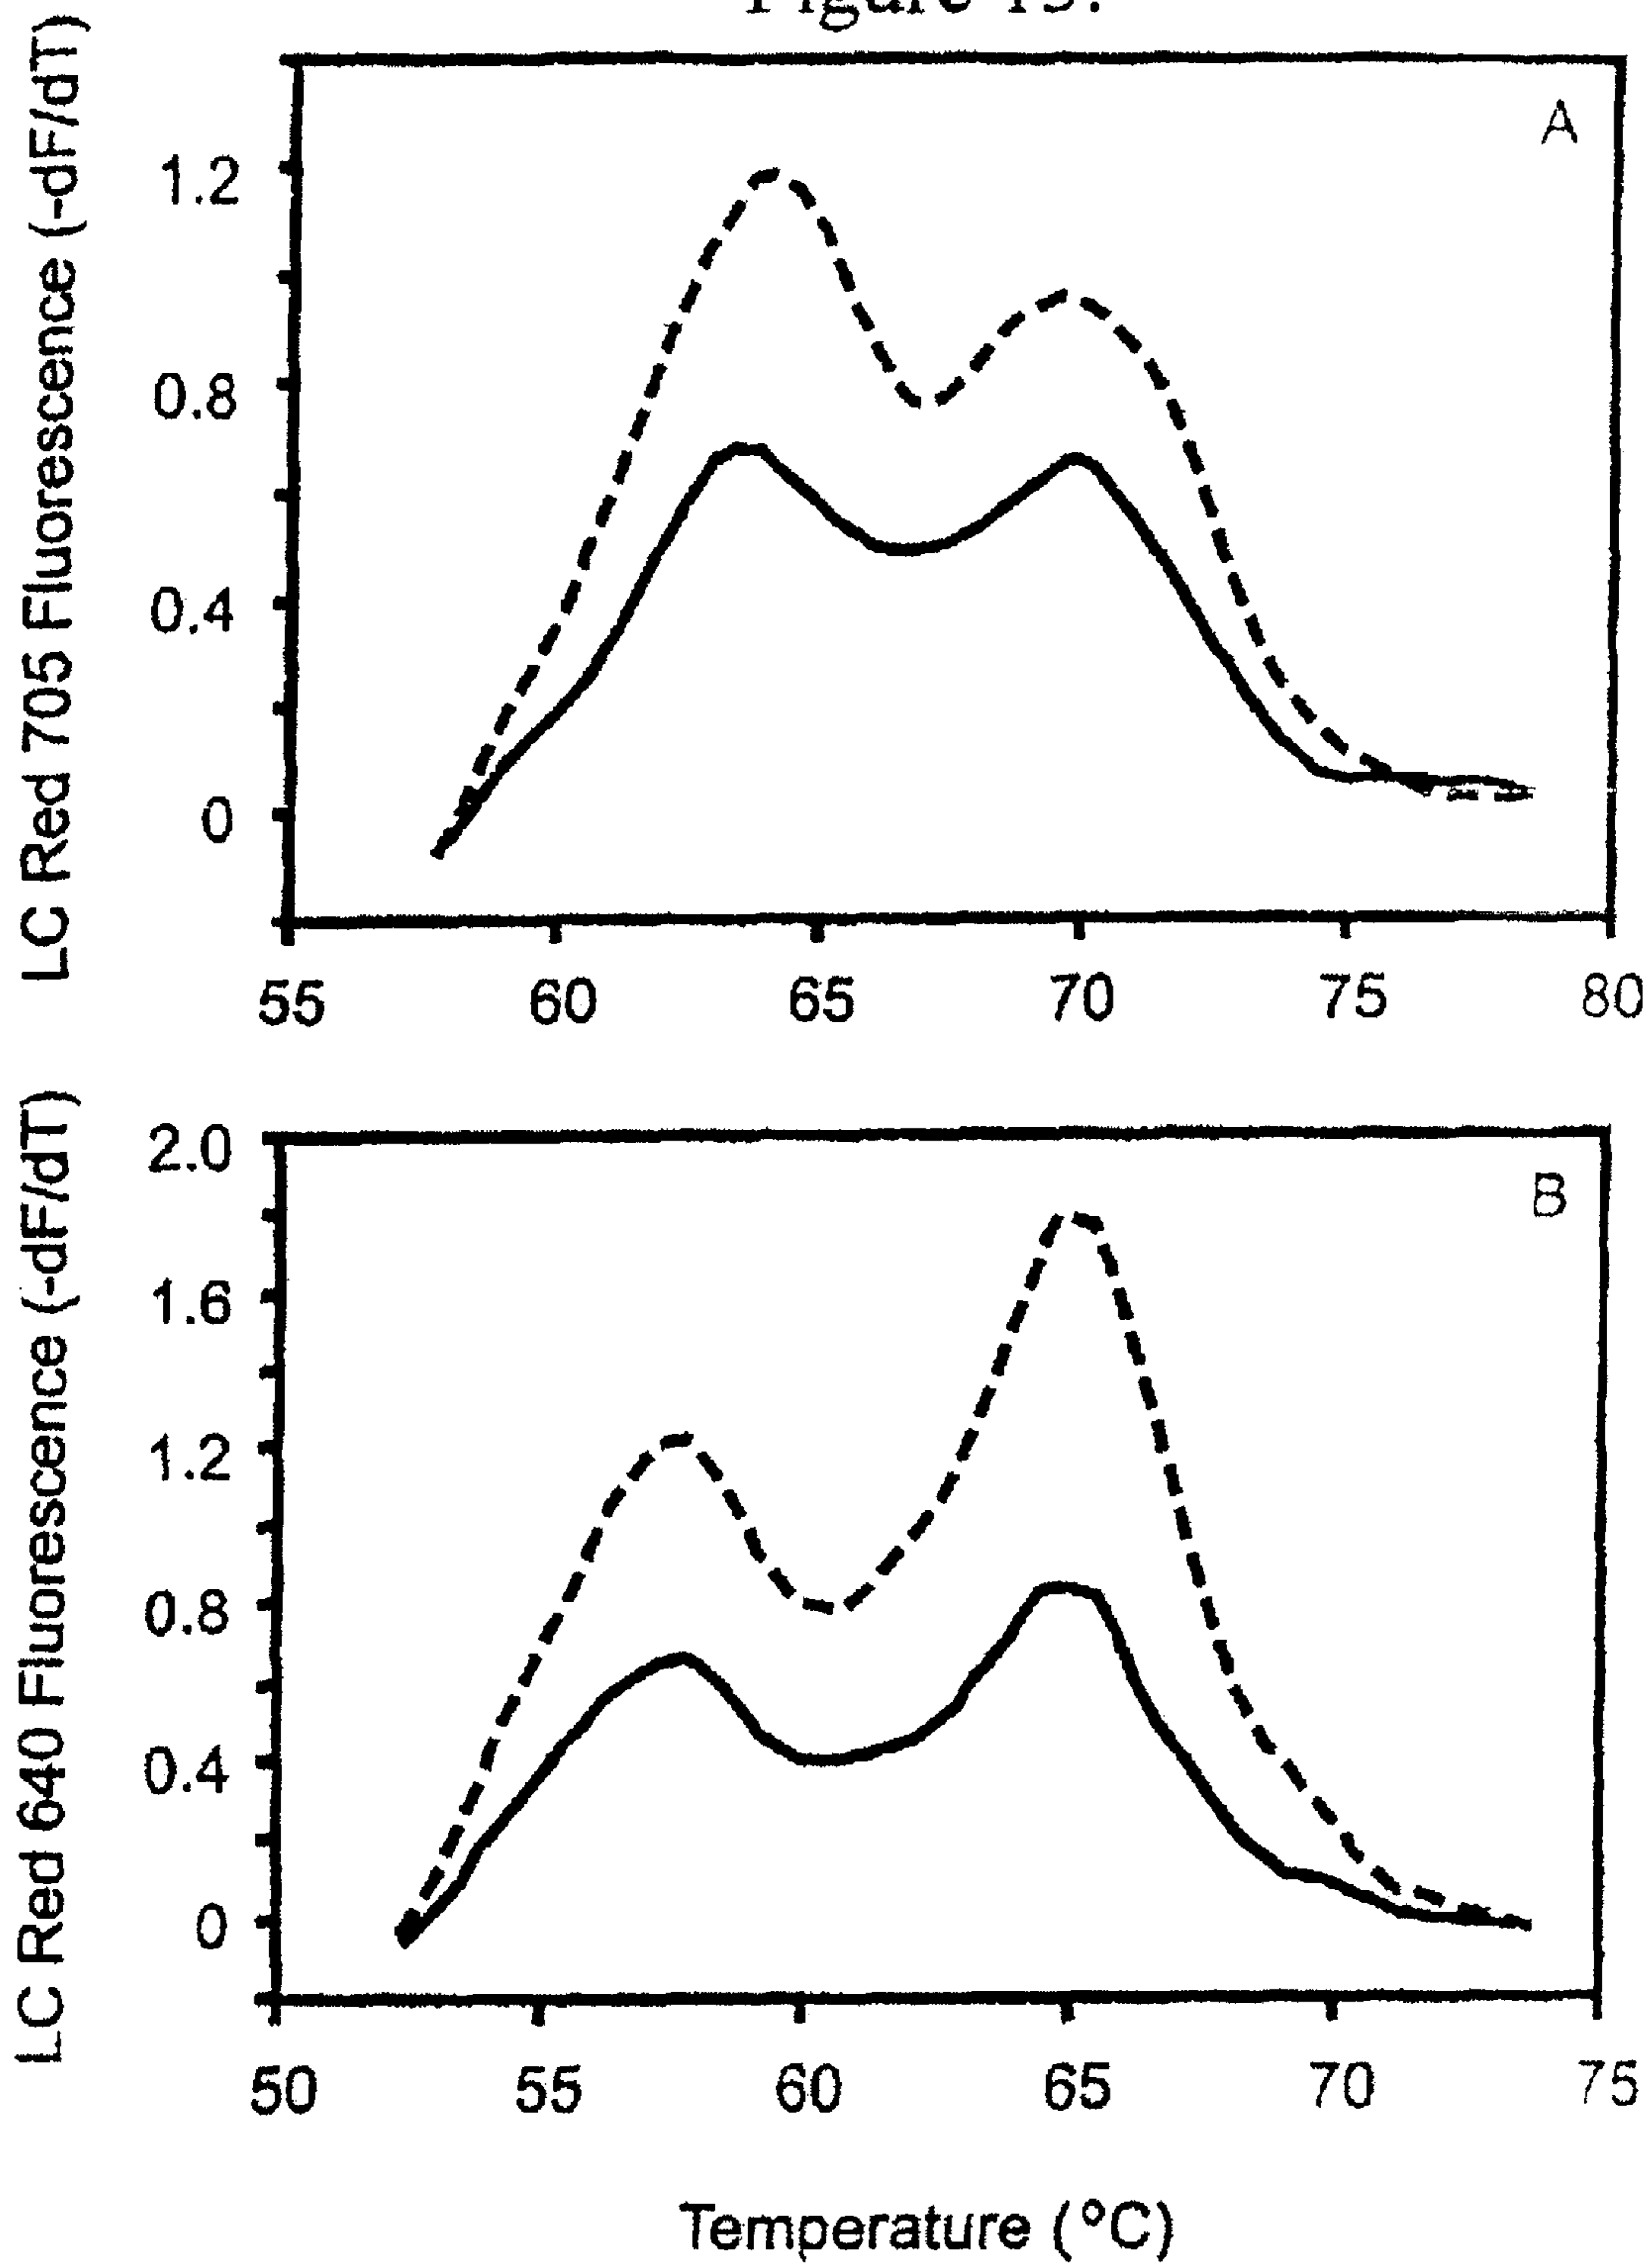 Figure 15.
LC Red 705 Fluorescence (-dF/dT)
A
1.2
0.8
0.4
0
55 60 65 70 75 80
LC Red 640 Fluorescence (-dF/dT)
B
2.0
1.6
1.2
0.8
0.4
0
50 55 60 65 70 75
Temperature (°C)